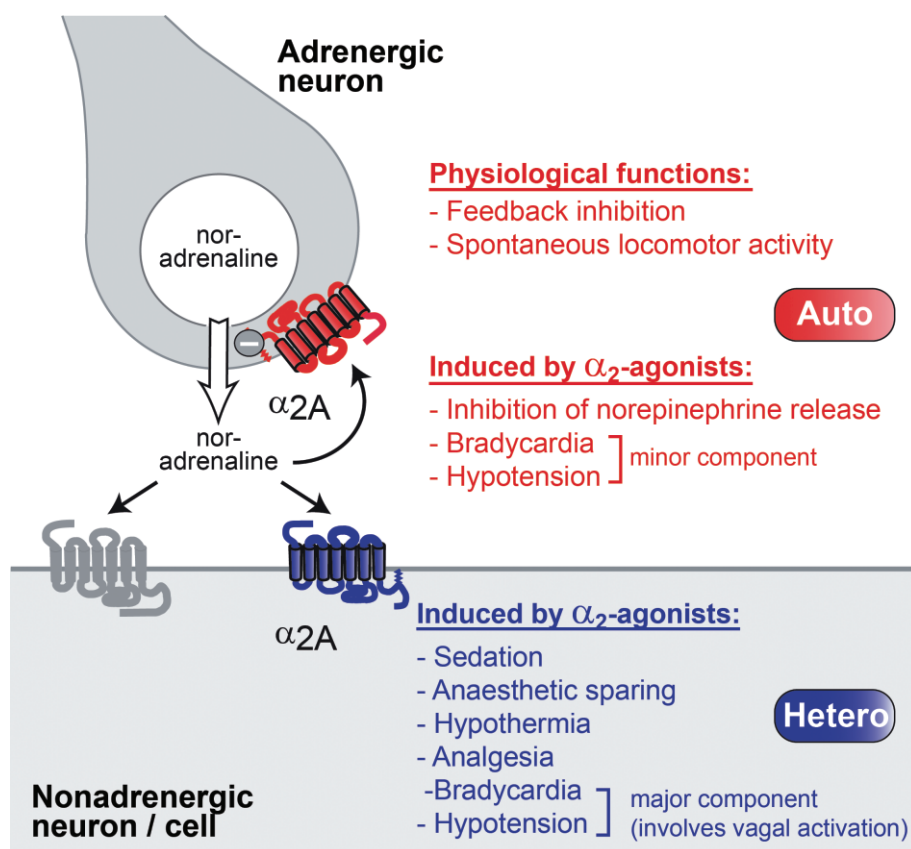 Adrenergic
neuron
nor-
adrenaline
Physiological functions:
- Feedback inhibition
- Spontaneous locomotor activity
Auto
−
α2A
Induced by α₂-agonists:
- Inhibition of norepinephrine release
- Bradycardia
- Hypotension
minor component
nor-
adrenaline
α2A
Induced by α₂-agonists:
- Sedation
- Anaesthetic sparing
- Hypothermia
- Analgesia
-Bradycardia
- Hypotension
major component
(involves vagal activation)
Hetero
Nonadrenergic
neuron / cell